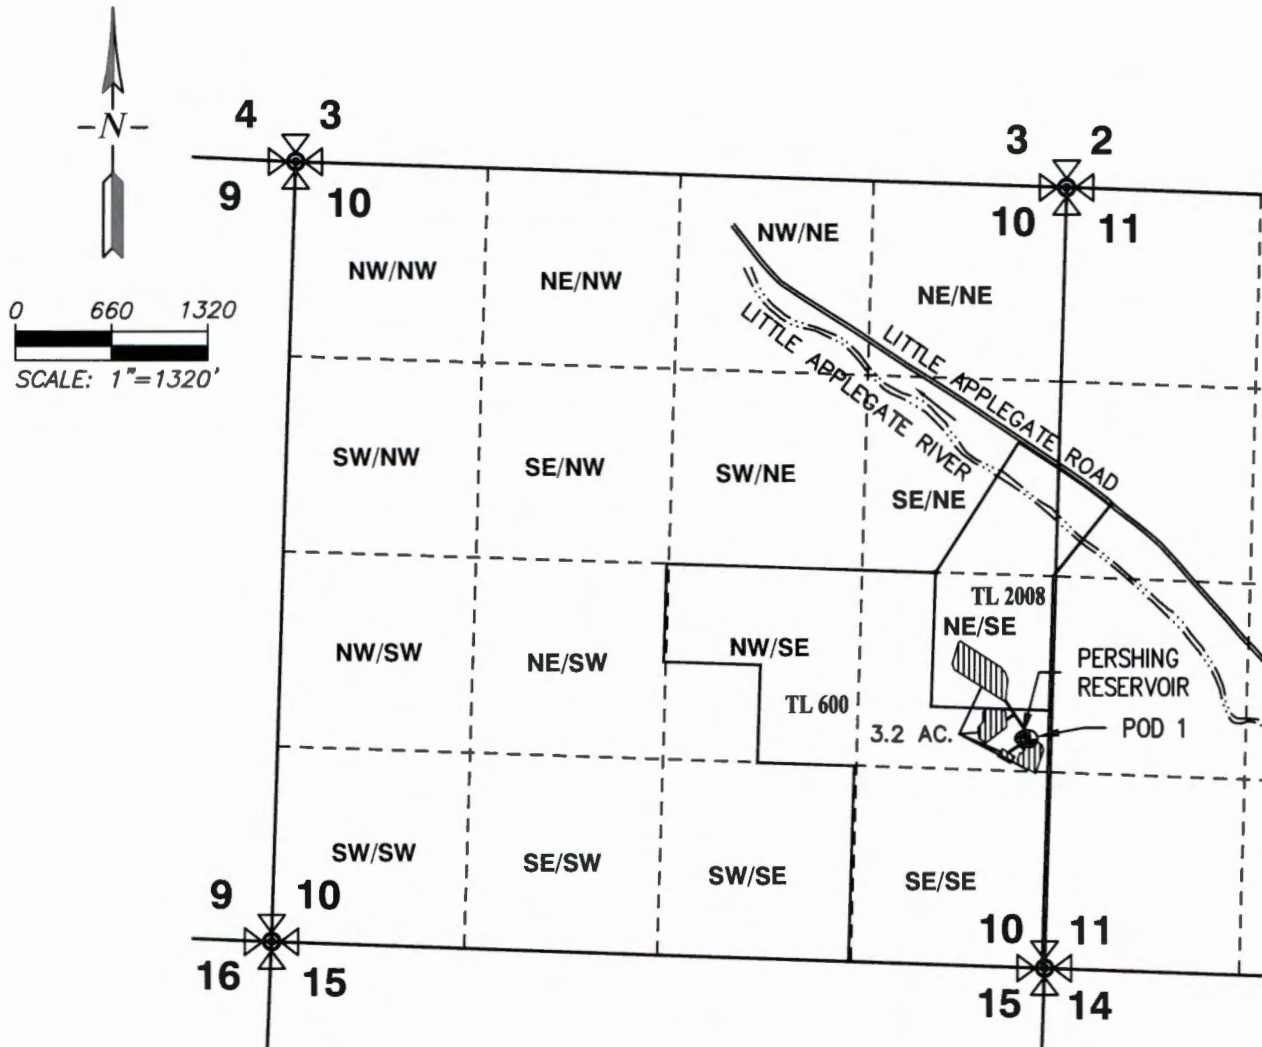 4 3
-N-
3 2
9 10
10 11
NW/NE
NW/NW
NE/NW
NE/NE
0 660 1320
SCALE: 1"=1320'
LITTLE APPLEGATE ROAD
LITTLE APPLEGATE RIVER
SW/NW
SE/NW
SW/NE
SE/NE
TL 2008
NE/SE
NW/SW
NE/SW
NW/SE
PERSHING
RESERVOIR
TL 600
3.2 AC.
POD 1
SW/SW
SE/SW
SW/SE
SE/SE
9 10
10 11
16 15
15 14